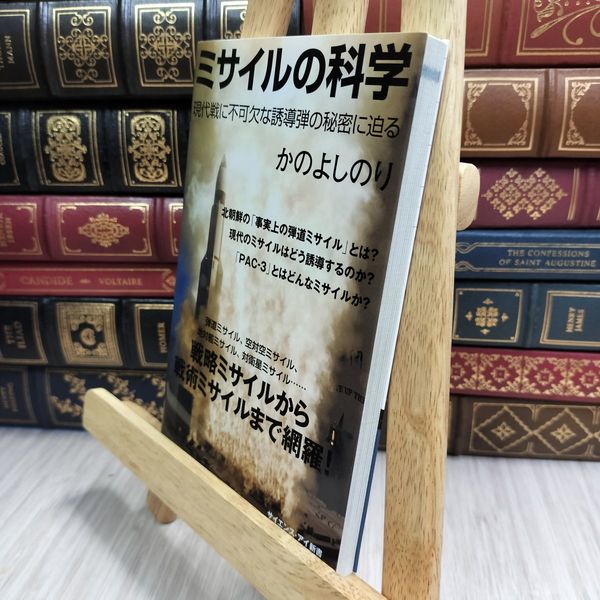 ミサイルの科学
現代戦に不可欠な誘導弾の秘密に迫る
かのよしのり
北朝鮮の「事実上の弾道ミサイル」とは?
現代のミサイルはどう誘導するのか?
「PAC-3」とはどんなミサイルか?
弾道ミサイル、空対空ミサイル、
対艦ミサイル、対衛星ミサイル……
戦略ミサイルから
戦術ミサイルまで網羅!
サイエンス・アイ新書
MANN
CANDIDE
VOLTAIRE
HOMER
THE CONFESSIONS
OF SAINT AUGUSTINE
HENRY
JAMES